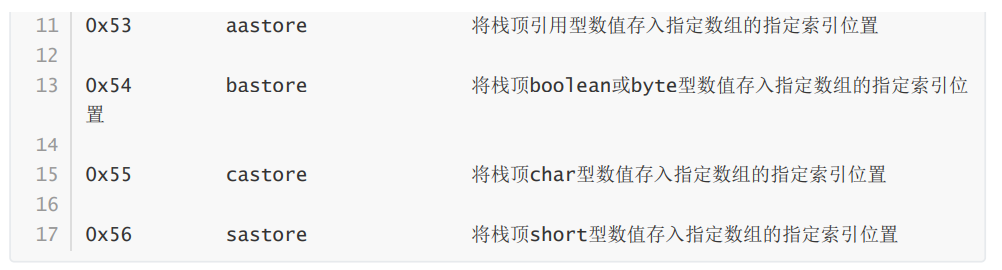 11 0x53 aastore 将栈顶引用型数值存入指定数组的指定索引位置
12
13 0x54 bastore 将栈顶boolean或byte型数值存入指定数组的指定索引位
置
14
15 0x55 castore 将栈顶char型数值存入指定数组的指定索引位置
16
17 0x56 sastore 将栈顶short型数值存入指定数组的指定索引位置